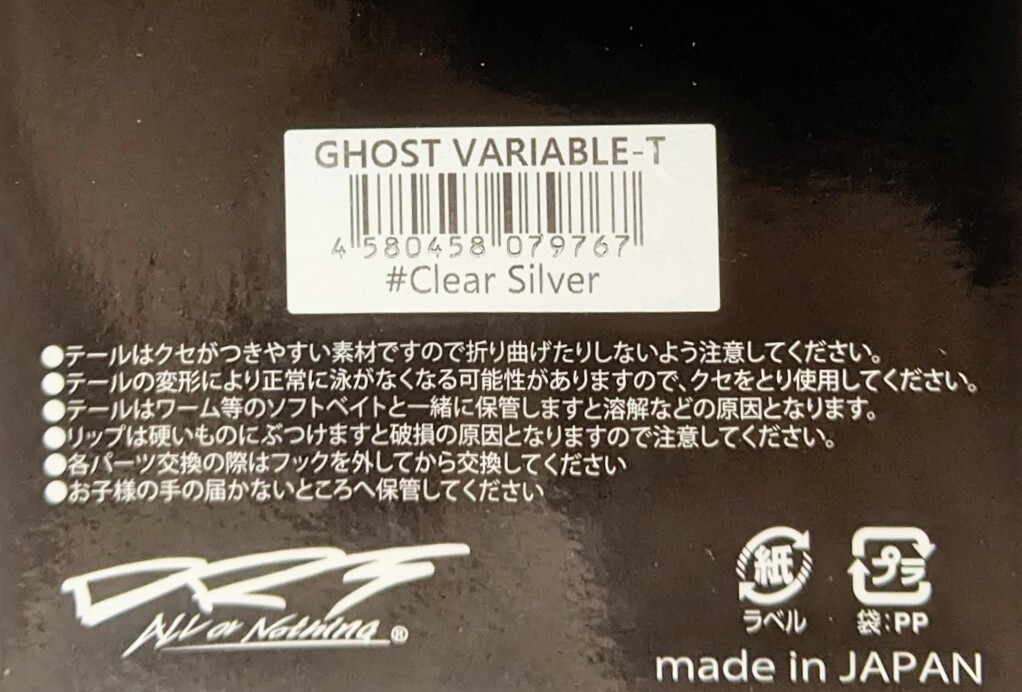 GHOST VARIABLE-T
4 580458 079767
#Clear Silver
●テールはクセがつきやすい素材ですので折り曲げたりしないよう注意してください。
●テールの変形により正常に泳がなくなる可能性がありますので、クセをとり使用してください。
●テールはワーム等のソフトベイトと一緒に保管しますと溶解などの原因となります。
●リップは硬いものにぶつけますと破損の原因となりますので注意してください。
●各パーツ交換の際はフックを外してから交換してください
●お子様の手の届かないところへ保管してください
DRT
ALL or Nothing®
紙 プラ
ラベル 袋:PP
made in JAPAN